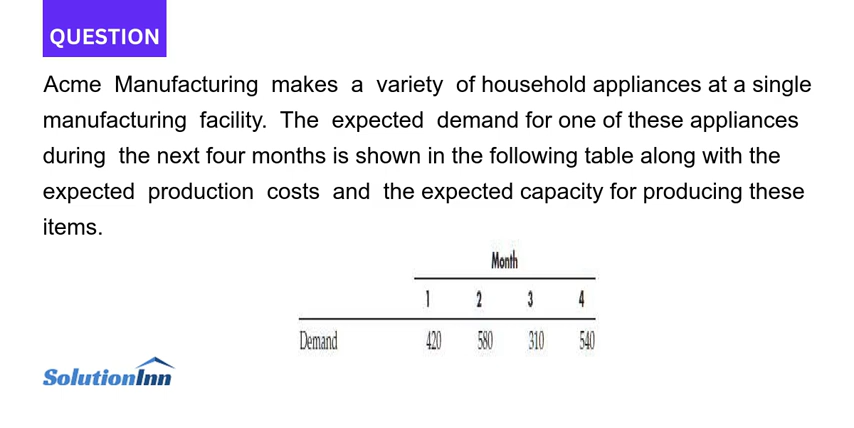 QUESTION
Acme Manufacturing makes a variety of household appliances at a single
manufacturing facility. The expected demand for one of these appliances
during the next four months is shown in the following table along with the
expected production costs and the expected capacity for producing these
items.
Month
1 2 3 4
Demand 420 580 310 540
SolutionInn